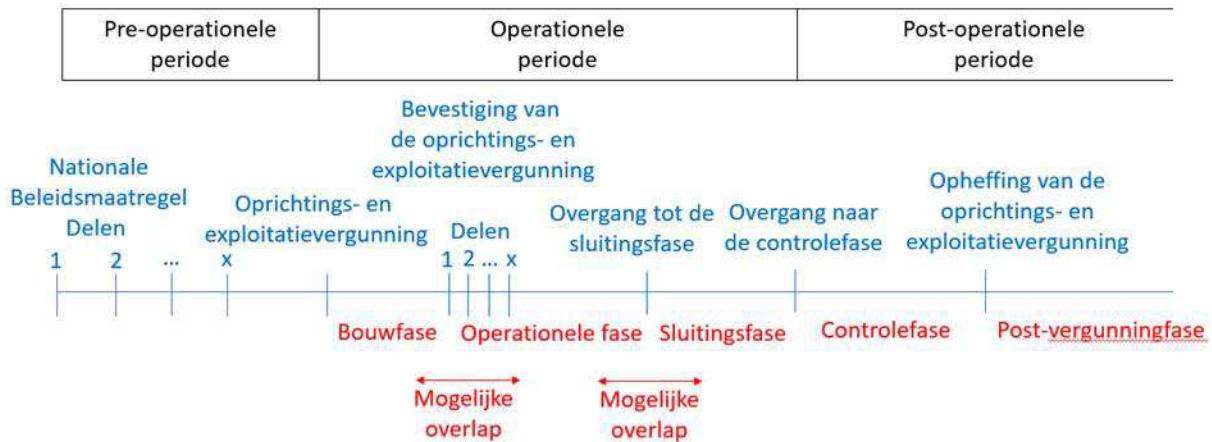 Pre-operationele
periode
Operationele
periode
Post-operationele
periode
Nationale
Beleidsmaatregel
Delen
1 2 ... x
Oprichtings- en
exploitatievergunning
Bevestiging van
de oprichtings- en
exploitatievergunning
Delen
1 2 ... x
Overgang tot de
sluitingsfase
Overgang naar
de controlefase
Opheffing van de
oprichtings- en
exploitatievergunning
Bouwfase
Operationele fase
Sluitingsfase
Controlefase
Post-vergunningfase
Mogelijke
overlap
Mogelijke
overlap